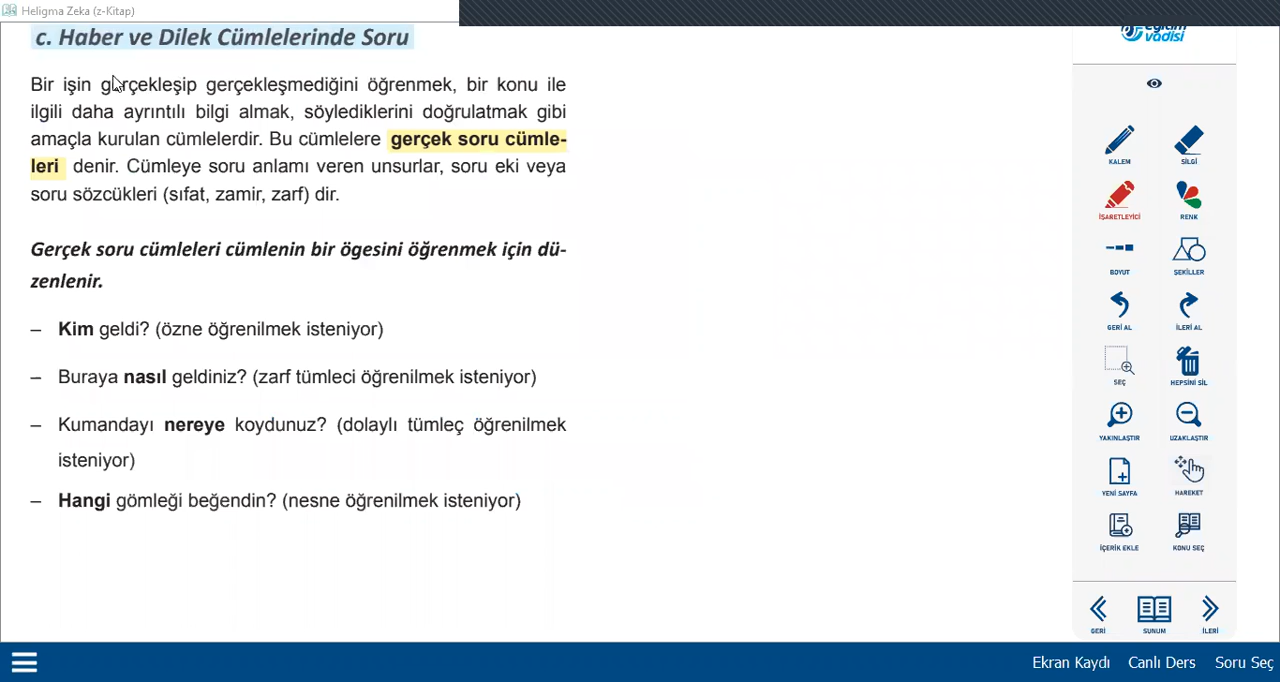 Heligma Zeka (z-Kitap)
c. Haber ve Dilek Cümlelerinde Soru
Bir işin gerçekleşip gerçekleşmediğini öğrenmek, bir konu ile
ilgili daha ayrıntılı bilgi almak, söylediklerini doğrulatmak gibi
amaçla kurulan cümlelerdir. Bu cümlelere gerçek soru cümle-
leri denir. Cümleye soru anlamı veren unsurlar, soru eki veya
soru sözcükleri (sıfat, zamir, zarf) dir.
Gerçek soru cümleleri cümlenin bir ögesini öğrenmek için dü-
zenlenir.
– Kim geldi? (özne öğrenilmek isteniyor)
– Buraya nasıl geldiniz? (zarf tümleci öğrenilmek isteniyor)
– Kumandayı nereye koydunuz? (dolaylı tümleç öğrenilmek
isteniyor)
– Hangi gömleği beğendin? (nesne öğrenilmek isteniyor)
eğitim
vadisi
KALEM SİLGİ
İŞARETLEYİCİ RENK
BOYUT ŞEKİLLER
GERİ AL İLERİ AL
SEÇ HEPSİNİ SİL
YAKINLAŞTIR UZAKLAŞTIR
YENİ SAYFA HAREKET
İÇERİK EKLE KONU SEÇ
GERİ SUNUM İLERİ
Ekran Kaydı Canlı Ders Soru Seç